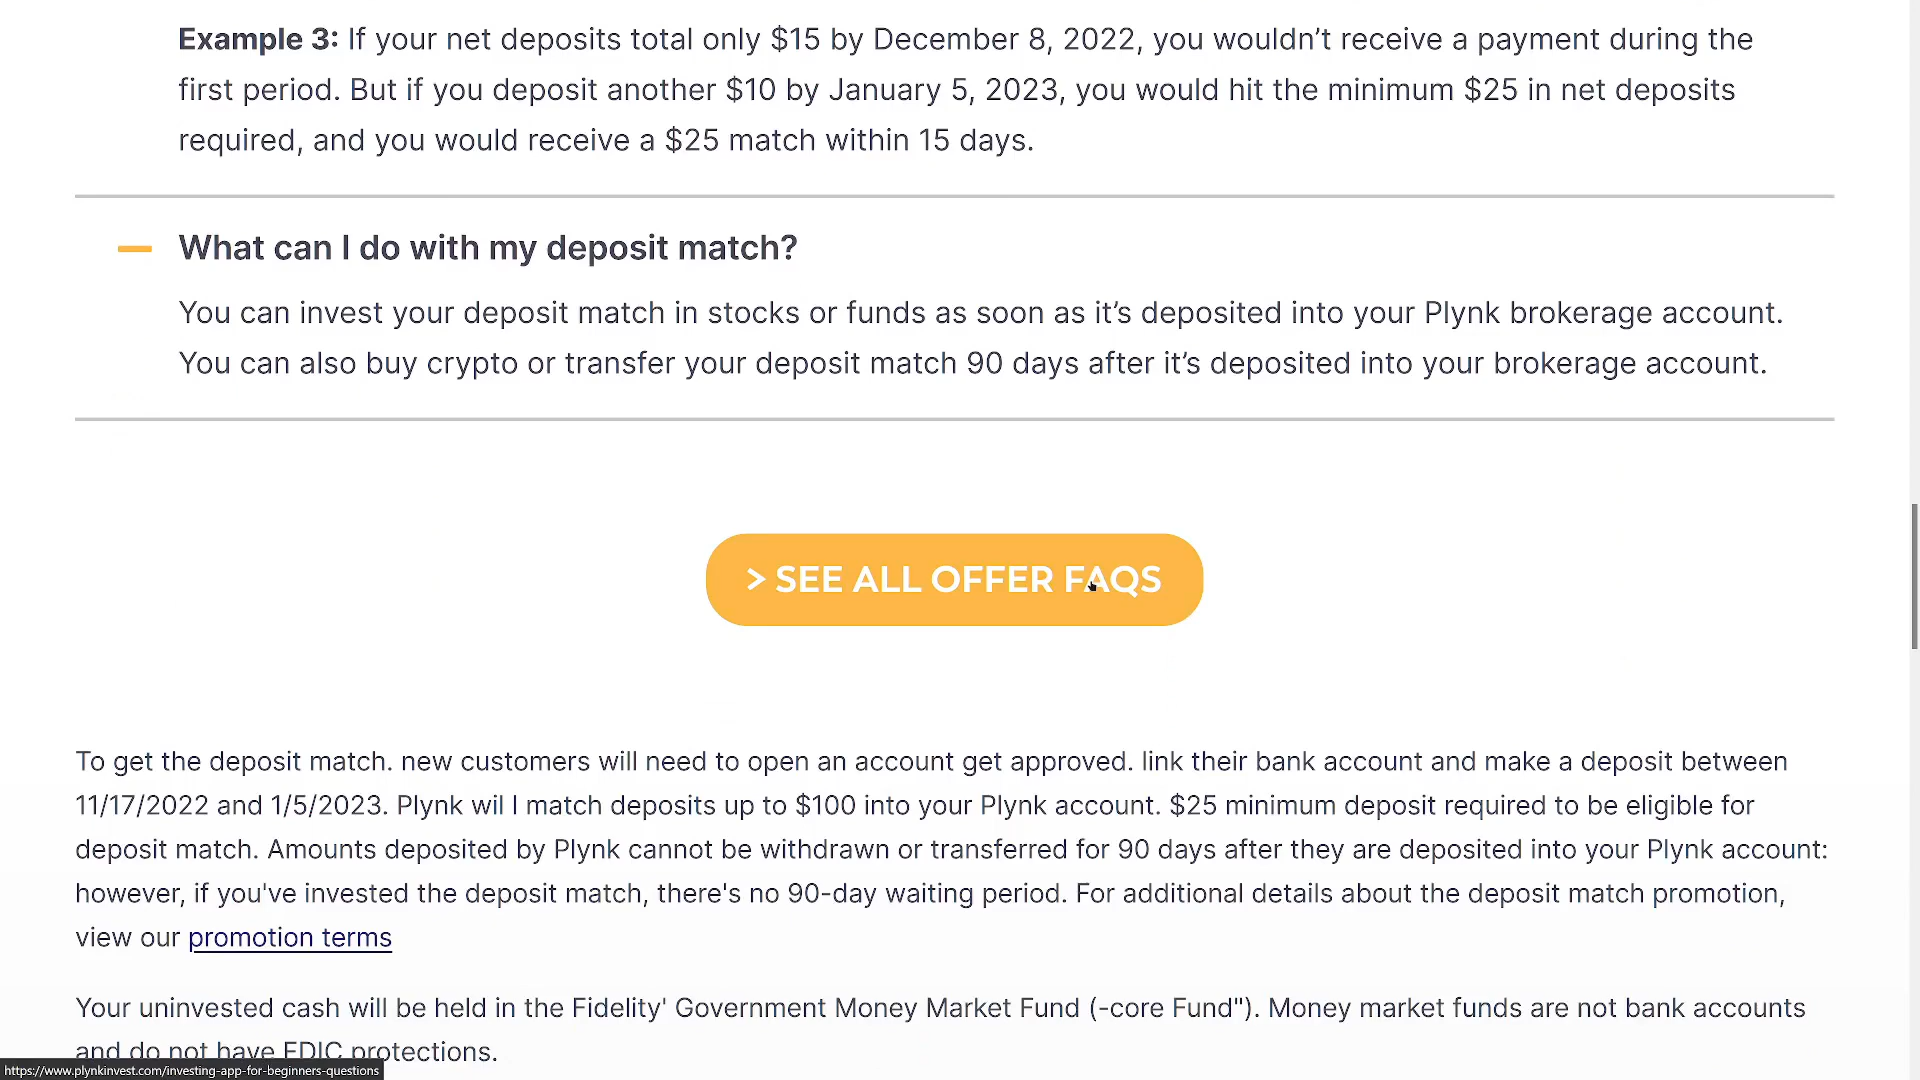 Example 3: If your net deposits total only $15 by December 8, 2022, you wouldn’t receive a payment during the
first period. But if you deposit another $10 by January 5, 2023, you would hit the minimum $25 in net deposits
required, and you would receive a $25 match within 15 days.
What can I do with my deposit match?
You can invest your deposit match in stocks or funds as soon as it’s deposited into your Plynk brokerage account.
You can also buy crypto or transfer your deposit match 90 days after it’s deposited into your brokerage account.
> SEE ALL OFFER FAQS
To get the deposit match. new customers will need to open an account get approved. link their bank account and make a deposit between
11/17/2022 and 1/5/2023. Plynk wil l match deposits up to $100 into your Plynk account. $25 minimum deposit required to be eligible for
deposit match. Amounts deposited by Plynk cannot be withdrawn or transferred for 90 days after they are deposited into your Plynk account:
however, if you've invested the deposit match, there's no 90-day waiting period. For additional details about the deposit match promotion,
view our promotion terms
Your uninvested cash will be held in the Fidelity' Government Money Market Fund (-core Fund"). Money market funds are not bank accounts
and do not have FDIC protections.
https://www.plynkinvest.com/investing-app-for-beginners-questions